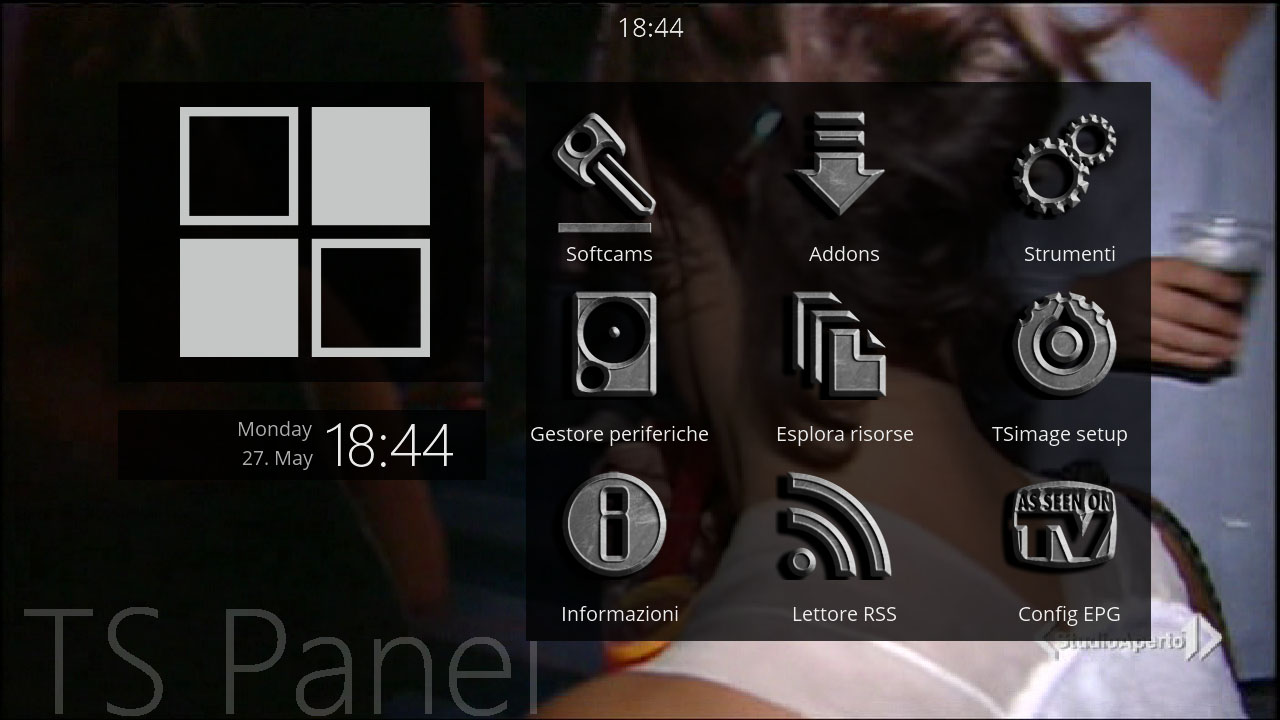 18:44
Softcams
Addons
Strumenti
Gestore periferiche
Esplora risorse
TSimage setup
Monday
27. May
18:44
AS SEEN ON
TV
Informazioni
Lettore RSS
Config EPG
StudioAperto
TS Panel